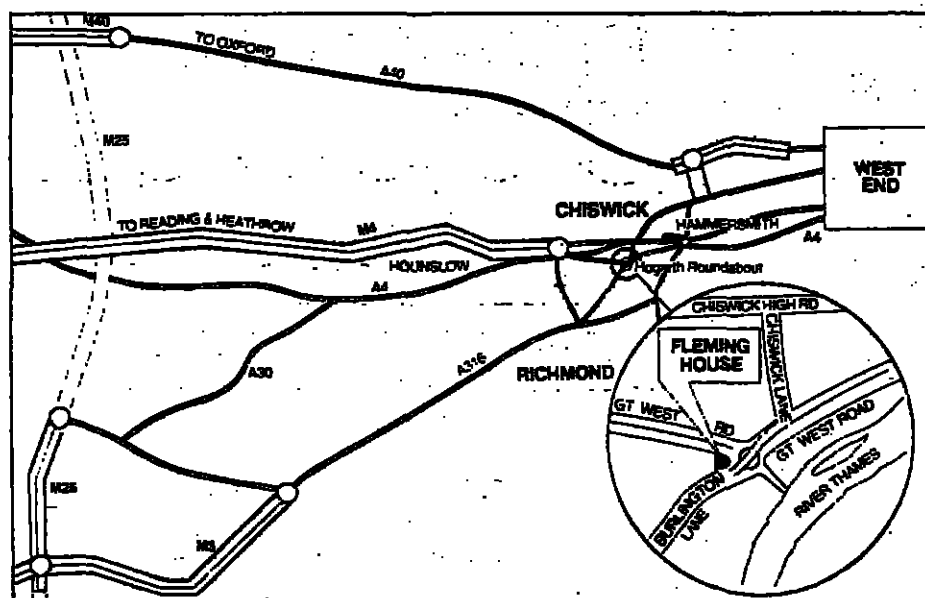 M40
TO OXFORD
A40
M25
WEST
END
CHISWICK
TO READING & HEATHROW
M4
HAMMERSMITH
A4
HOUNSLOW
Hogarth Roundabout
A4
CHISWICK HIGH RD
A316
FLEMING
HOUSE
CHISWICK LANE
RICHMOND
A30
GT WEST RD
GT WEST ROAD
M25
RIVER THAMES
BURLINGTON
LANE
M3